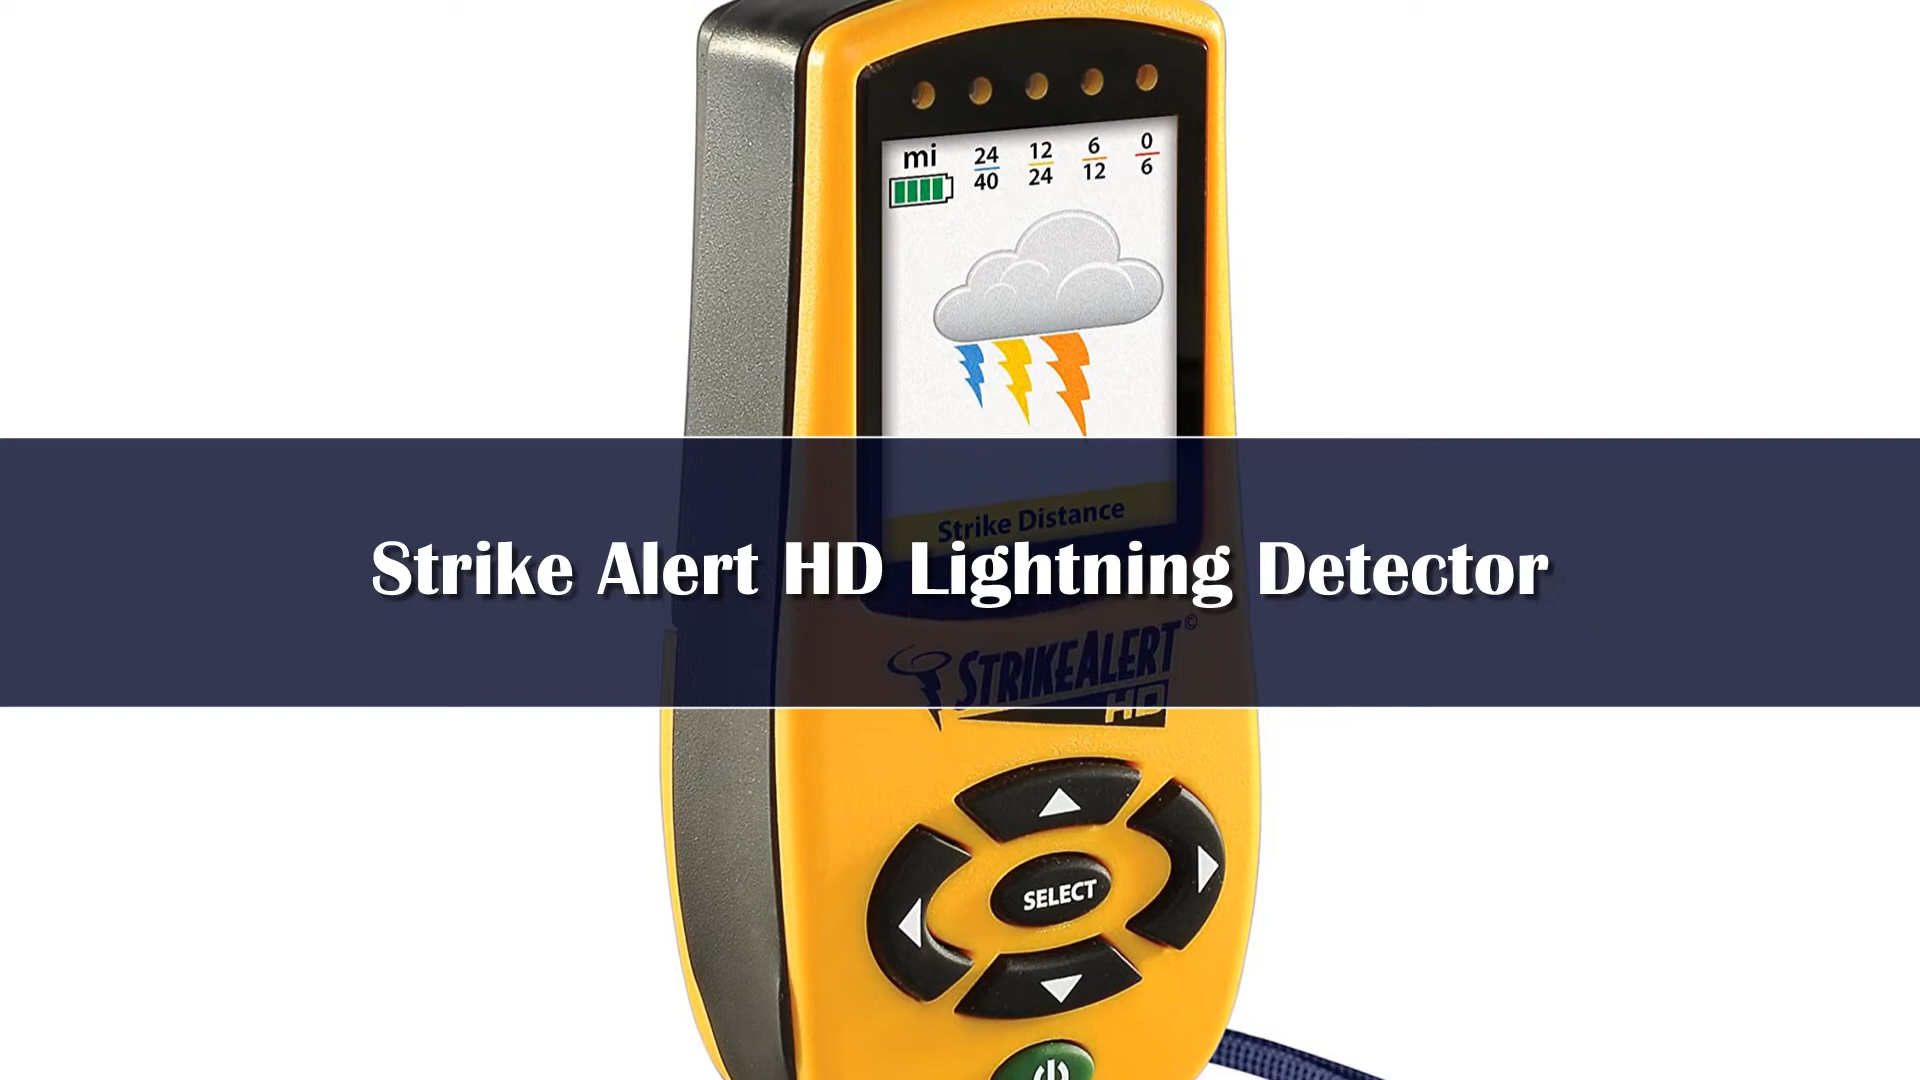 mi 24 12 6 0
40 24 12 6
Strike Distance
Strike Alert HD Lightning Detector
STRIKEALERT©
HD
SELECT